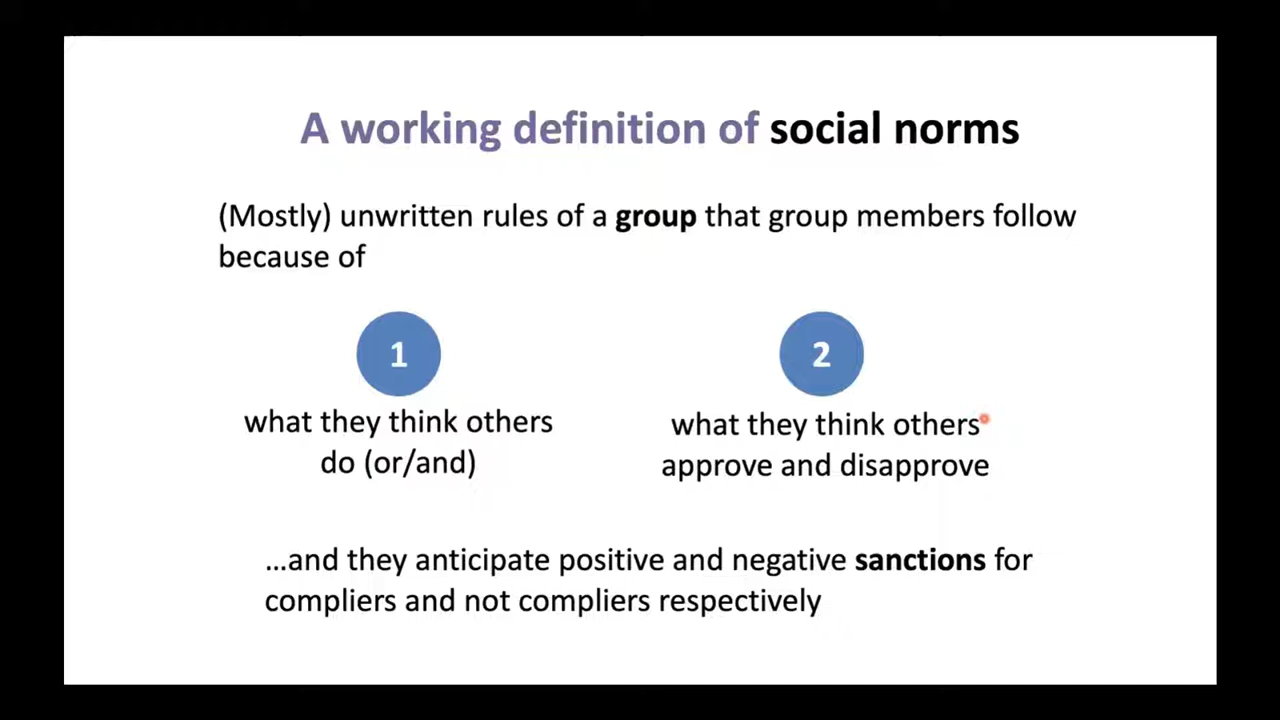 A working definition of social norms
(Mostly) unwritten rules of a group that group members follow
because of
1
what they think others
do (or/and)
2
what they think others
approve and disapprove
...and they anticipate positive and negative sanctions for
compliers and not compliers respectively